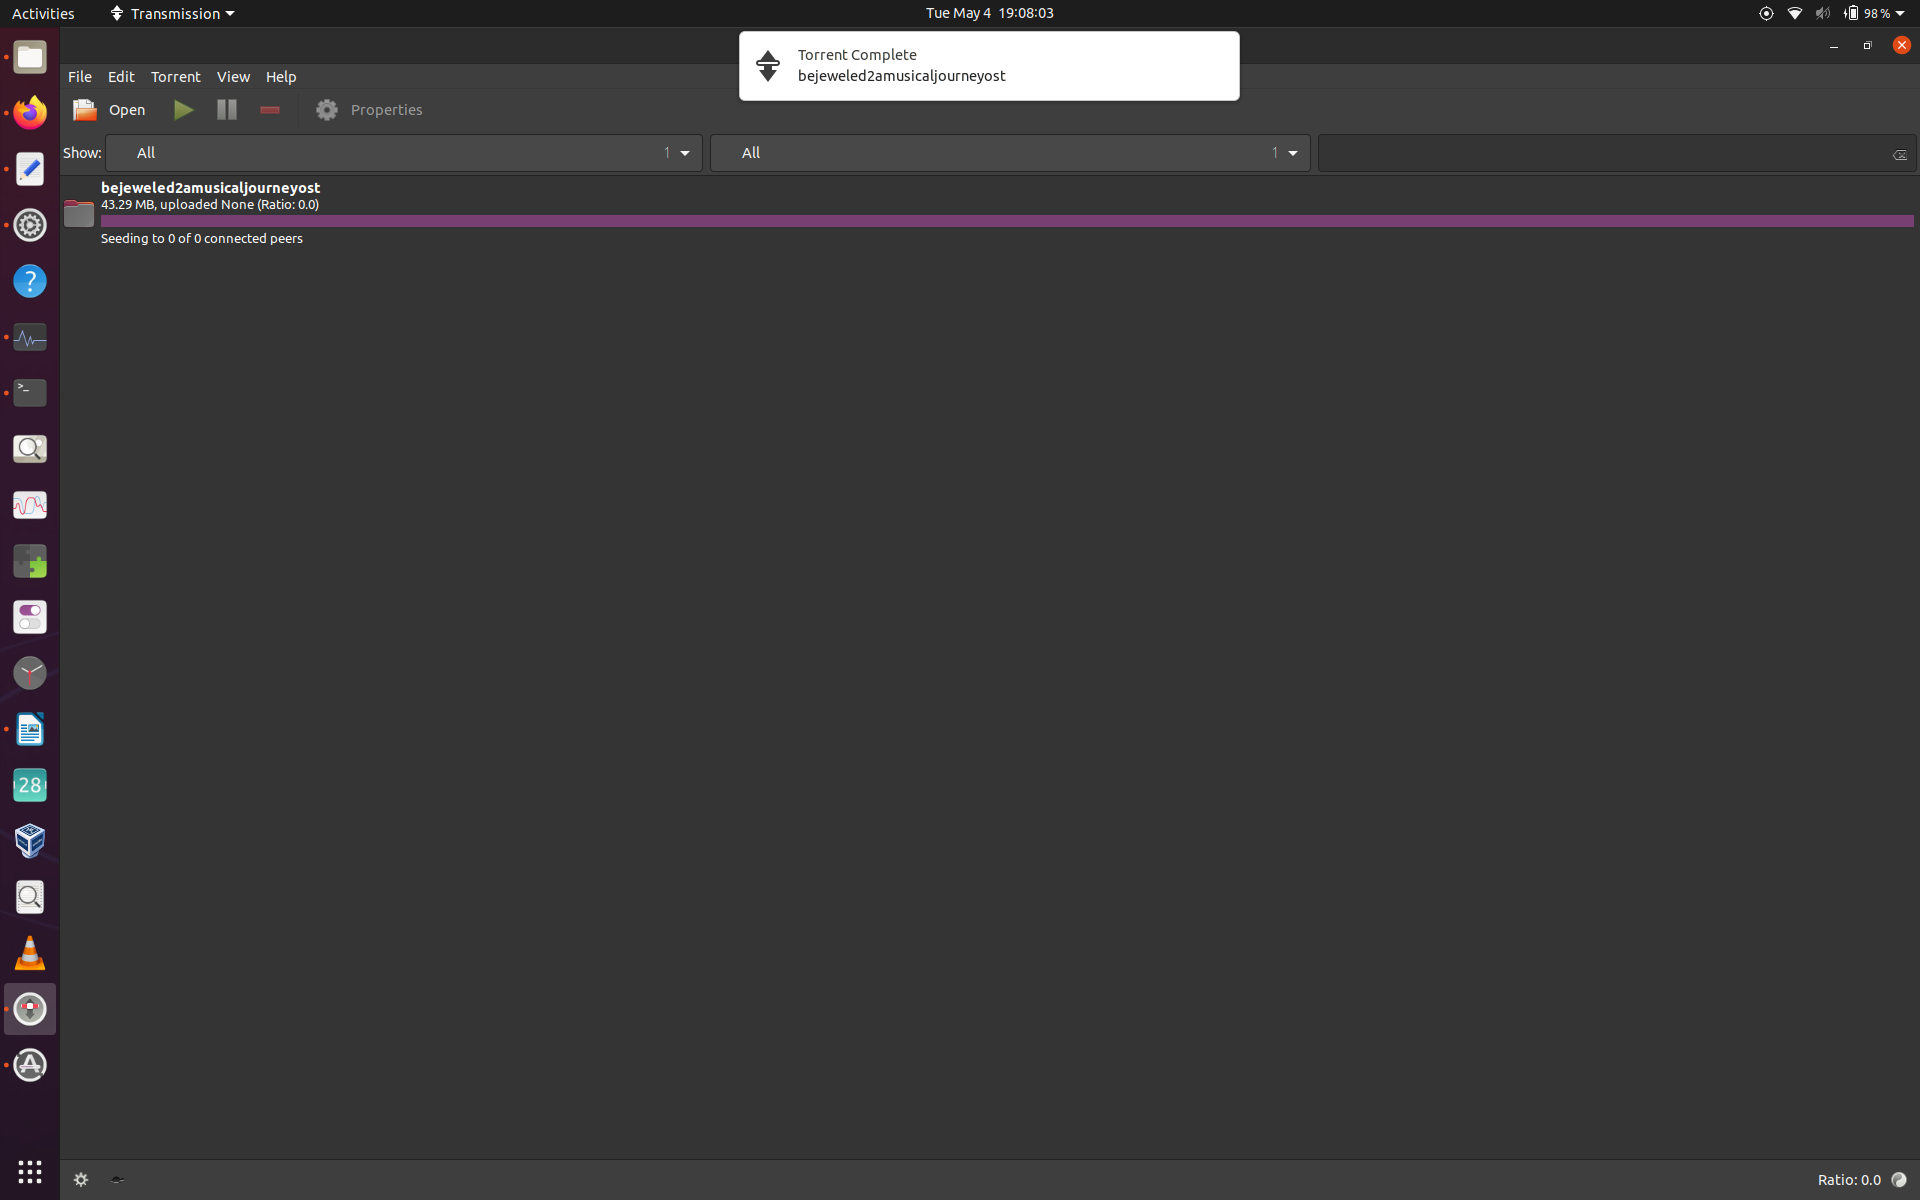 Activities
Transmission
Tue May 4 19:08:03
98 %
Torrent Complete
bejeweled2amusicaljourneyost
File Edit Torrent View Help
Open
Properties
Show:
All
1
All
1
bejeweled2amusicaljourneyost
43.29 MB, uploaded None (Ratio: 0.0)
Seeding to 0 of 0 connected peers
?
>_
28
Ratio: 0.0